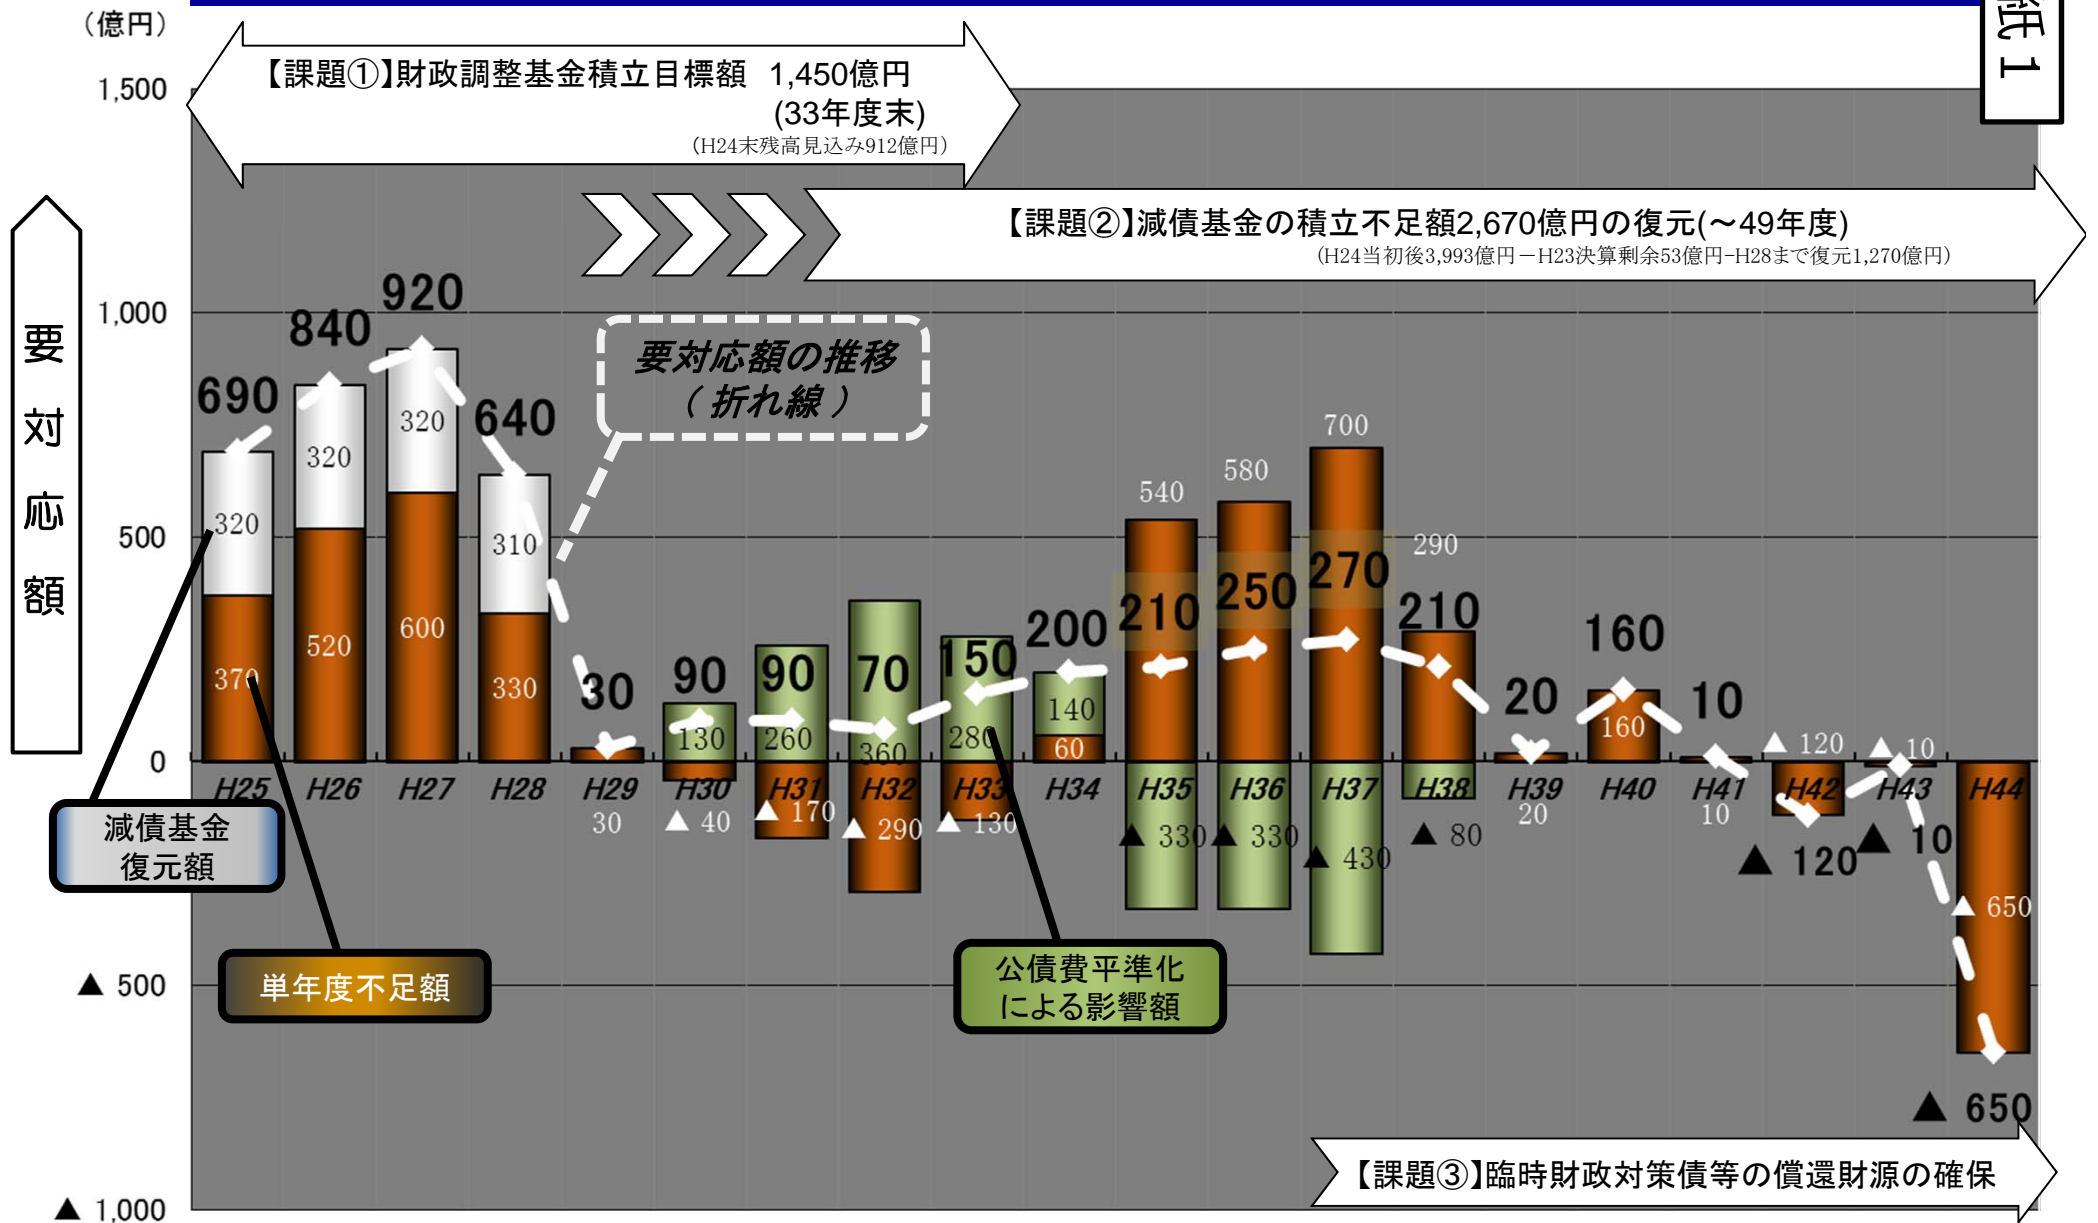 (億円)
紙1
【課題①】財政調整基金積立目標額 1,450億円
(33年度末)
(H24末残高見込み912億円)
【課題②】減債基金の積立不足額2,670億円の復元(～49年度)
(H24当初後3,993億円－H23決算剰余53億円-H28まで復元1,270億円)
要対応額
1,500
1,000
500
0
▲ 500
▲ 1,000
要対応額の推移
(折れ線)
690
840
920
640
30
90
90
70
150
200
210
250
270
210
20
160
10
▲ 120
▲ 10
▲ 650
320
320
320
310
370
520
600
330
30
130
▲ 40
260
▲ 170
360
▲ 290
280
▲ 130
140
60
540
▲ 330
580
▲ 330
700
▲ 430
290
▲ 80
20
160
10
▲ 120
▲ 10
▲ 650
H25
H26
H27
H28
H29
H30
H31
H32
H33
H34
H35
H36
H37
H38
H39
H40
H41
H42
H43
H44
減債基金
復元額
単年度不足額
公債費平準化
による影響額
【課題③】臨時財政対策債等の償還財源の確保